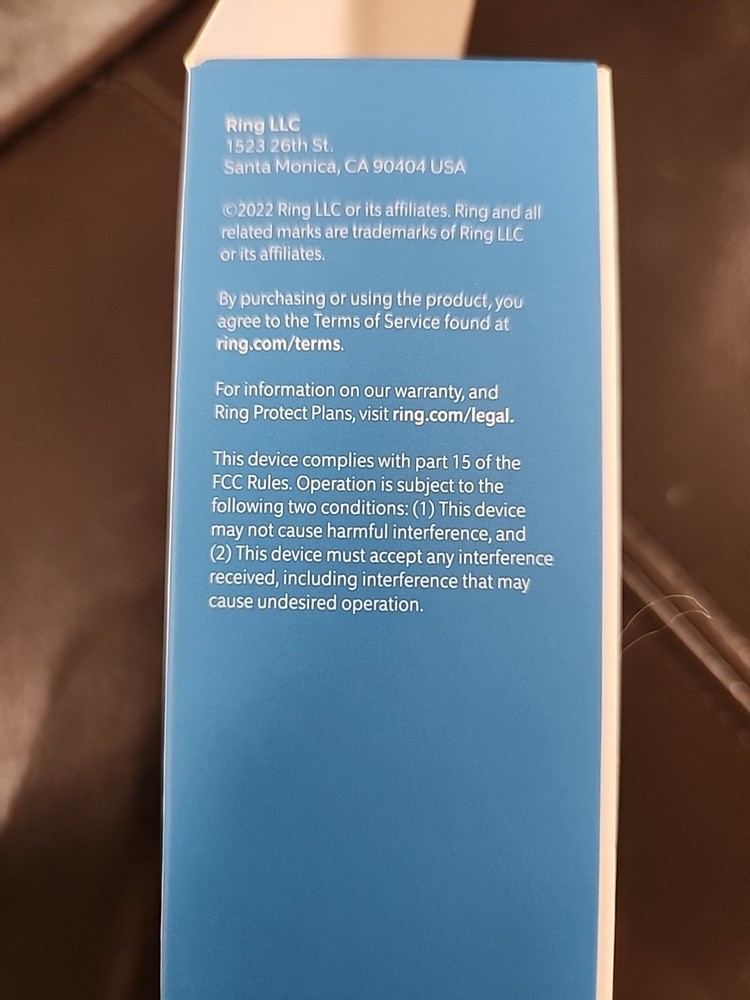 Ring LLC
1523 26th St.
Santa Monica, CA 90404 USA
©2022 Ring LLC or its affiliates. Ring and all
related marks are trademarks of Ring LLC
or its affiliates.
By purchasing or using the product, you
agree to the Terms of Service found at
ring.com/terms.
For information on our warranty, and
Ring Protect Plans, visit ring.com/legal.
This device complies with part 15 of the
FCC Rules. Operation is subject to the
following two conditions: (1) This device
may not cause harmful interference, and
(2) This device must accept any interference
received, including interference that may
cause undesired operation.